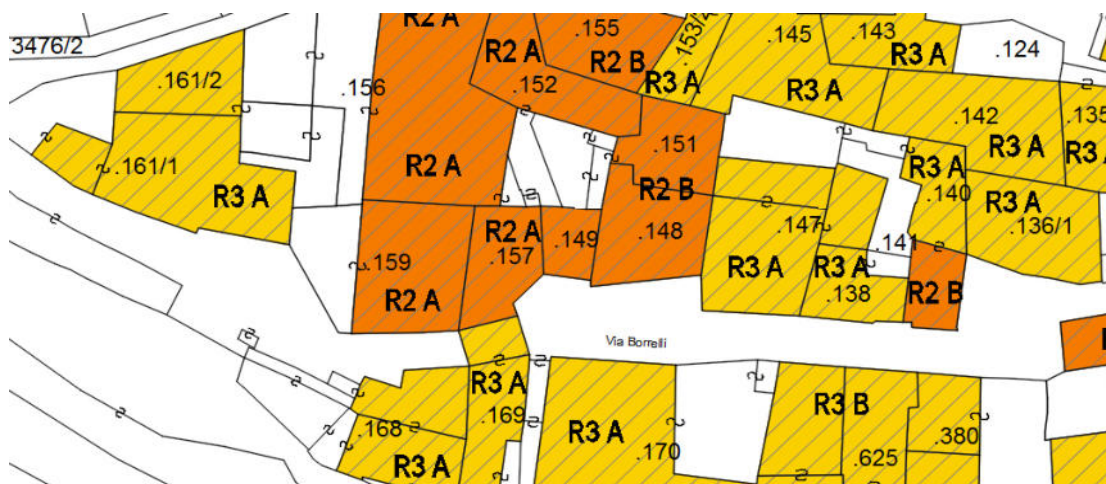 R2 A
.155
.153/4
.145
.143
3476/2
R2 A
R3 A
.124
R2 B
.161/2
.156
.152
R3 A
R3 A
.142
.135
.151
.161/1
R2 A
R3 A
R3 A
R3 A
R3 A
R2 B
.140
R3 A
R2 A
.149
.148
.147
.136/1
.141
.159
.157
R3 A
R3 A
R2 A
.138
R2 B
Via Borrelli
R3 A
R3 B
.168
.169
R3 A
.380
R3 A
.170
.625